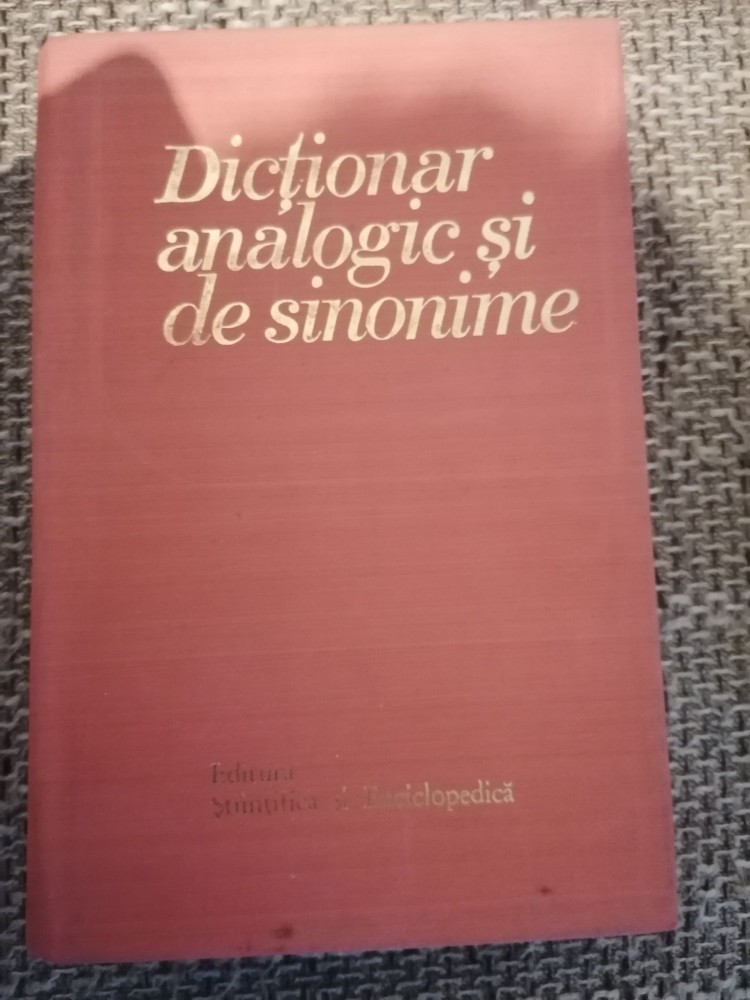 Dicționar
analogic și
de sinonime
Editura
Științifică și Enciclopedică